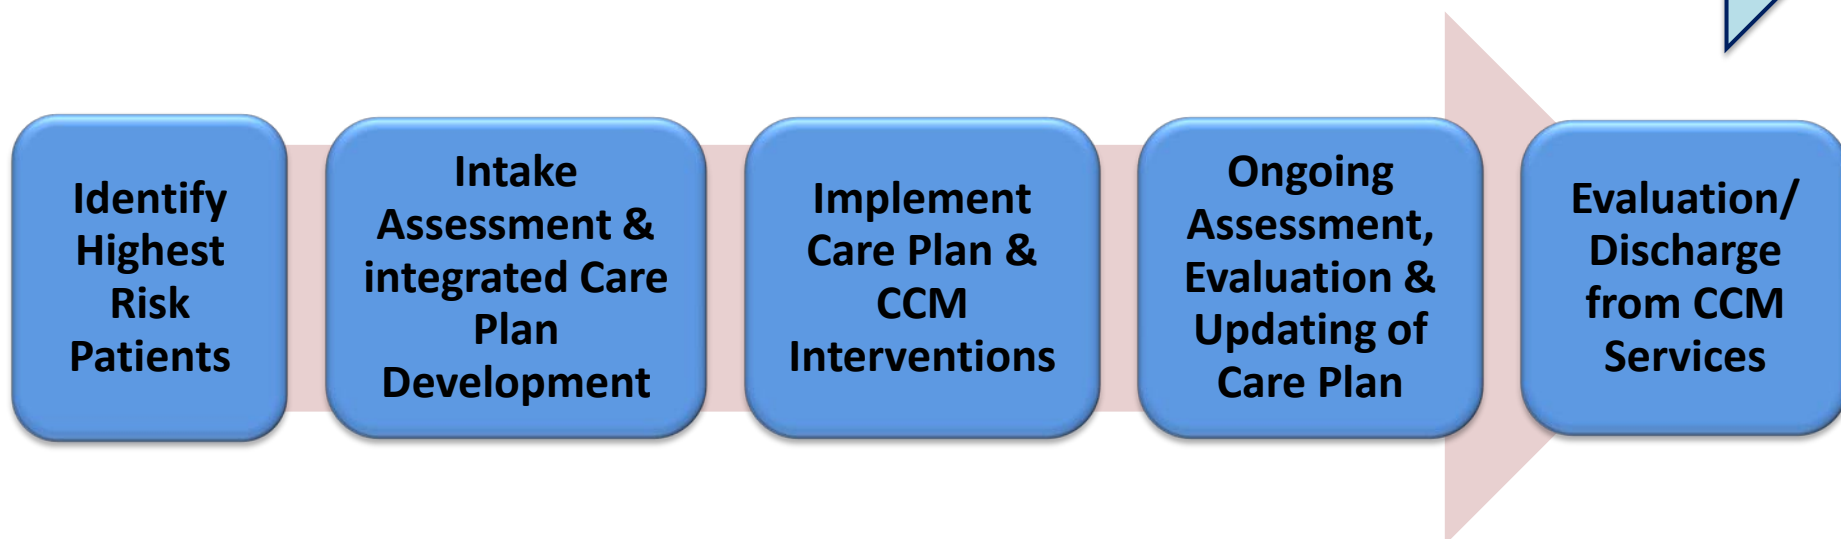 Identify
Highest
Risk
Patients
Intake
Assessment &
integrated Care
Plan
Development
Implement
Care Plan &
CCM
Interventions
Ongoing
Assessment,
Evaluation &
Updating of
Care Plan
Evaluation/
Discharge
from CCM
Services